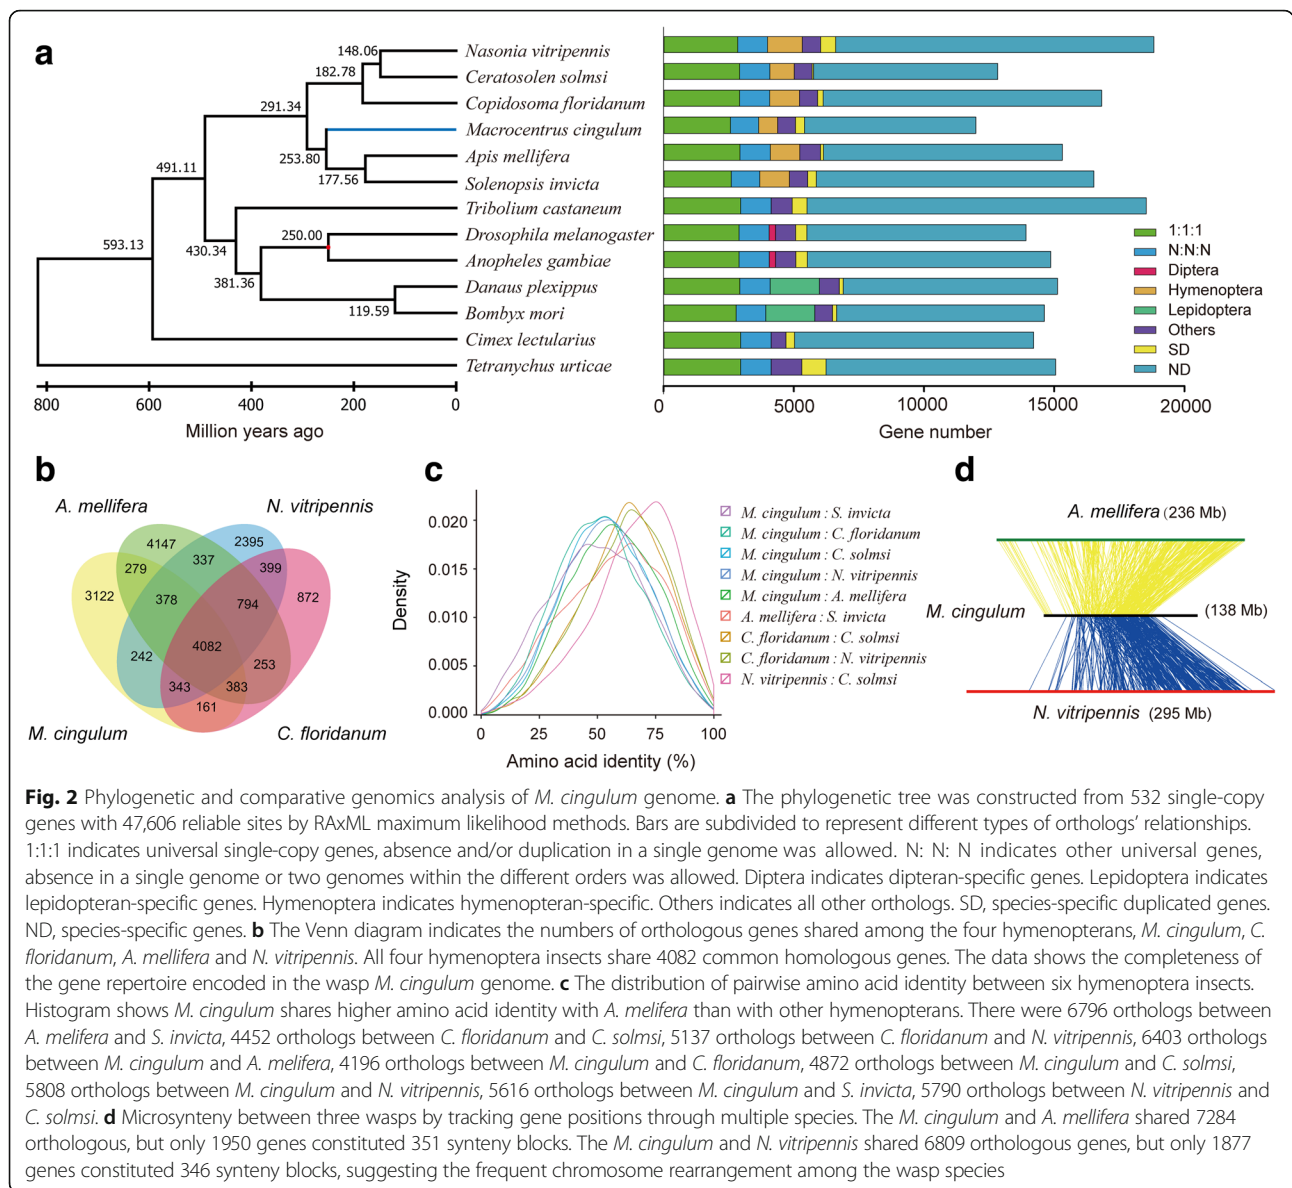 a
148.06
182.78
291.34
253.80
177.56
491.11
593.13
430.34
250.00
381.36
119.59
Nasonia vitripennis
Ceratosolen solmsi
Copidosoma floridanum
Macrocentrus cingulum
Apis mellifera
Solenopsis invicta
Tribolium castaneum
Drosophila melanogaster
Anopheles gambiae
Danaus plexippus
Bombyx mori
Cimex lectularius
Tetranychus urticae
800 600 400 200 0
Million years ago
1:1:1
N:N:N
Diptera
Hymenoptera
Lepidoptera
Others
SD
ND
0 5000 10000 15000 20000
Gene number
b
A. mellifera
N. vitripennis
4147 2395
337
279 399
3122 378 794 872
4082
242 253
343 383
161
M. cingulum
C. floridanum
c
0.020
0.015
0.010
0.005
0.000
Density
0 25 50 75 100
Amino acid identity (%)
M. cingulum : S. invicta
M. cingulum : C. floridanum
M. cingulum : C. solmsi
M. cingulum : N. vitripennis
M. cingulum : A. mellifera
A. mellifera : S. invicta
C. floridanum : C. solmsi
C. floridanum : N. vitripennis
N. vitripennis : C. solmsi
d
A. mellifera (236 Mb)
M. cingulum (138 Mb)
N. vitripennis (295 Mb)
Fig. 2 Phylogenetic and comparative genomics analysis of M. cingulum genome. a The phylogenetic tree was constructed from 532 single-copy
genes with 47,606 reliable sites by RAxML maximum likelihood methods. Bars are subdivided to represent different types of orthologs' relationships.
1:1:1 indicates universal single-copy genes, absence and/or duplication in a single genome was allowed. N: N: N indicates other universal genes,
absence in a single genome or two genomes within the different orders was allowed. Diptera indicates dipteran-specific genes. Lepidoptera indicates
lepidopteran-specific genes. Hymenoptera indicates hymenopteran-specific. Others indicates all other orthologs. SD, species-specific duplicated genes.
ND, species-specific genes. b The Venn diagram indicates the numbers of orthologous genes shared among the four hymenopterans, M. cingulum, C.
floridanum, A. mellifera and N. vitripennis. All four hymenoptera insects share 4082 common homologous genes. The data shows the completeness of
the gene repertoire encoded in the wasp M. cingulum genome. c The distribution of pairwise amino acid identity between six hymenoptera insects.
Histogram shows M. cingulum shares higher amino acid identity with A. melifera than with other hymenopterans. There were 6796 orthologs between
A. melifera and S. invicta, 4452 orthologs between C. floridanum and C. solmsi, 5137 orthologs between C. floridanum and N. vitripennis, 6403 orthologs
between M. cingulum and A. melifera, 4196 orthologs between M. cingulum and C. floridanum, 4872 orthologs between M. cingulum and C. solmsi,
5808 orthologs between M. cingulum and N. vitripennis, 5616 orthologs between M. cingulum and S. invicta, 5790 orthologs between N. vitripennis and
C. solmsi. d Microsynteny between three wasps by tracking gene positions through multiple species. The M. cingulum and A. mellifera shared 7284
orthologous, but only 1950 genes constituted 351 synteny blocks. The M. cingulum and N. vitripennis shared 6809 orthologous genes, but only 1877
genes constituted 346 synteny blocks, suggesting the frequent chromosome rearrangement among the wasp species